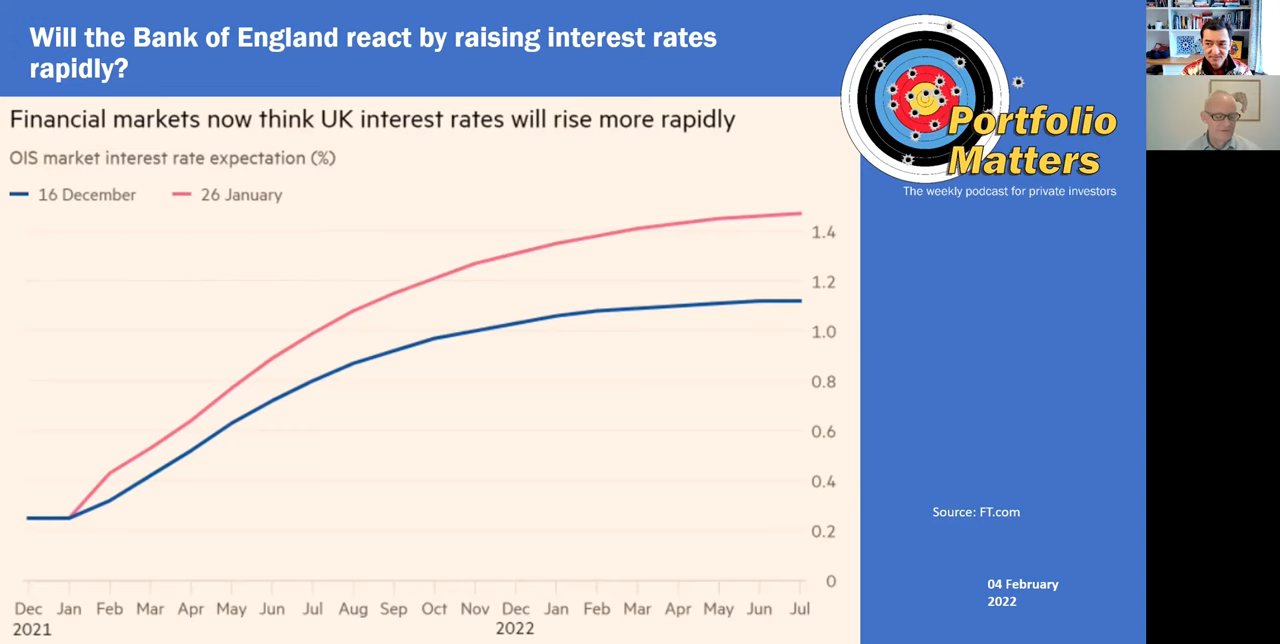 Will the Bank of England react by raising interest rates
rapidly?
Financial markets now think UK interest rates will rise more rapidly
OIS market interest rate expectation (%)
16 December 26 January
1.4
1.2
1.0
0.8
0.6
0.4
0.2
0
Dec Jan Feb Mar Apr May Jun Jul Aug Sep Oct Nov Dec Jan Feb Mar Apr May Jun Jul
2021 2022
Portfolio
Matters
The weekly podcast for private investors
Source: FT.com
04 February
2022